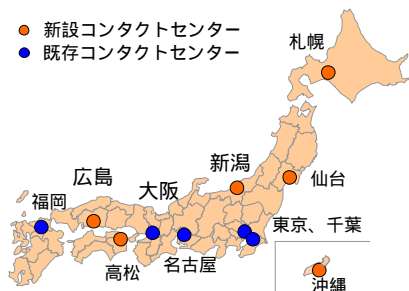 新設コンタクトセンター
既存コンタクトセンター
札幌
新潟
仙台
広島
大阪
福岡
東京、千葉
名古屋
高松
沖縄